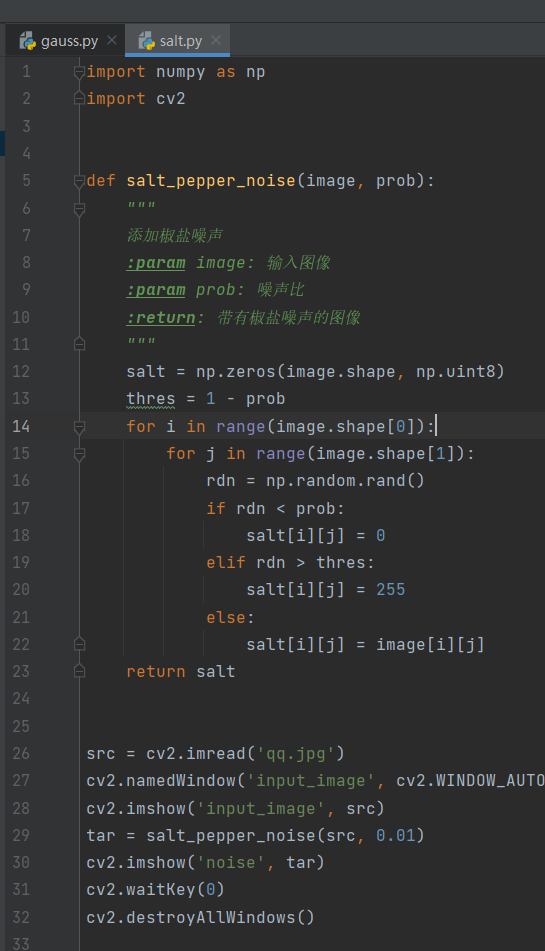 gauss.py salt.py
1 import numpy as np
2 import cv2
3
4
5 def salt_pepper_noise(image, prob):
6     """
7     添加椒盐噪声
8     :param image: 输入图像
9     :param prob: 噪声比
10     :return: 带有椒盐噪声的图像
11     """
12     salt = np.zeros(image.shape, np.uint8)
13     thres = 1 - prob
14     for i in range(image.shape[0]):
15         for j in range(image.shape[1]):
16             rdn = np.random.rand()
17             if rdn < prob:
18                 salt[i][j] = 0
19             elif rdn > thres:
20                 salt[i][j] = 255
21             else:
22                 salt[i][j] = image[i][j]
23     return salt
24
25
26 src = cv2.imread('qq.jpg')
27 cv2.namedWindow('input_image', cv2.WINDOW_AUTO
28 cv2.imshow('input_image', src)
29 tar = salt_pepper_noise(src, 0.01)
30 cv2.imshow('noise', tar)
31 cv2.waitKey(0)
32 cv2.destroyAllWindows()
33